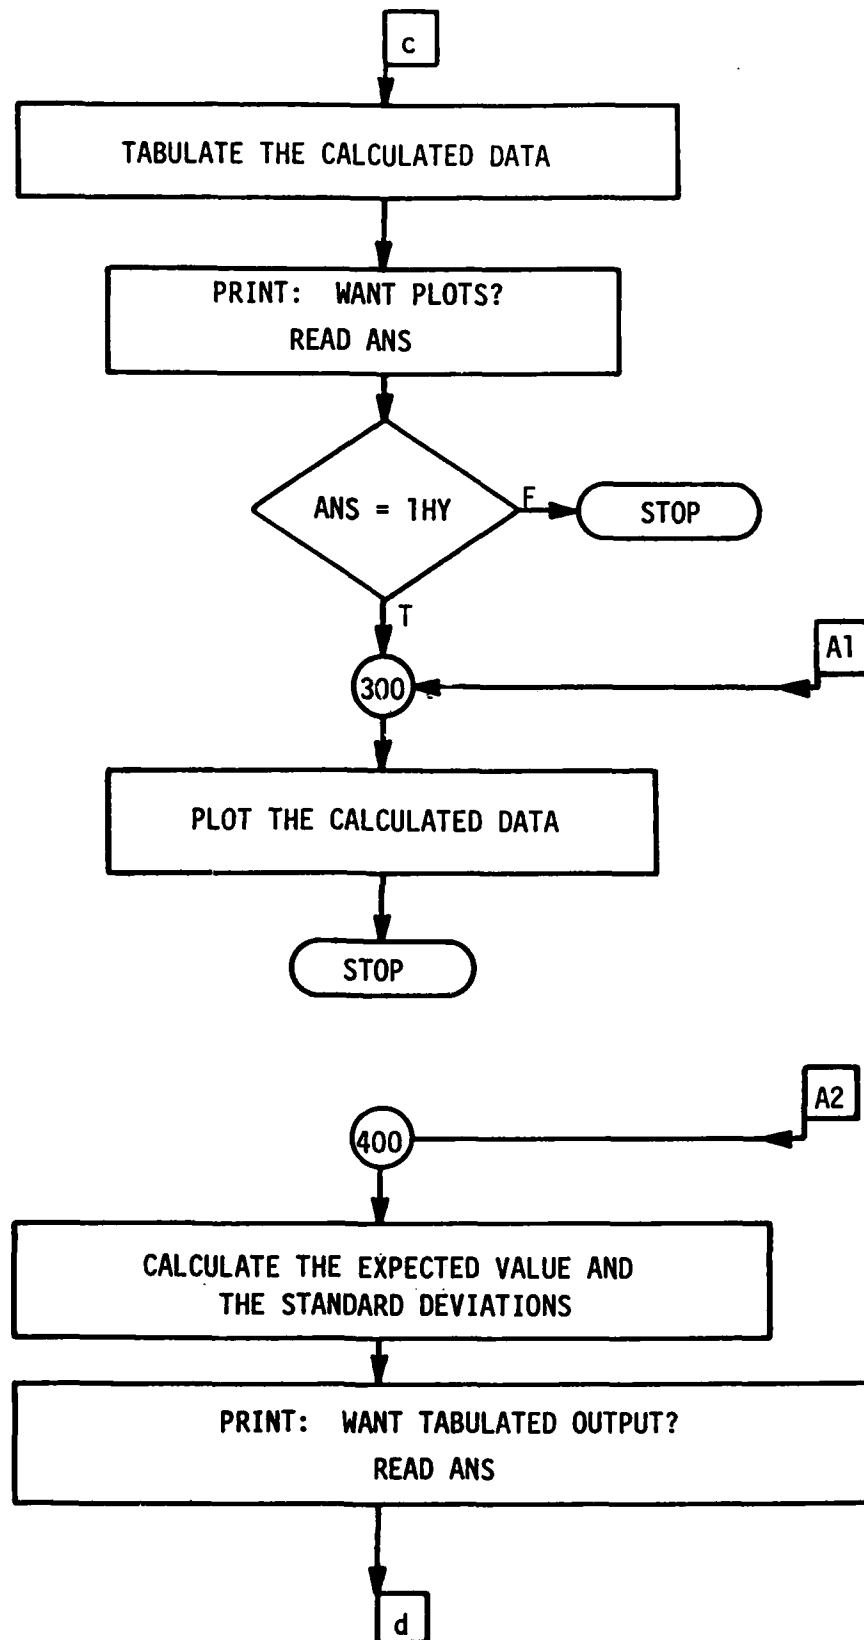 c
TABULATE THE CALCULATED DATA
PRINT: WANT PLOTS?
READ ANS
ANS = 1HY
F
STOP
T
A1
300
PLOT THE CALCULATED DATA
STOP
A2
400
CALCULATE THE EXPECTED VALUE AND
THE STANDARD DEVIATIONS
PRINT: WANT TABULATED OUTPUT?
READ ANS
d